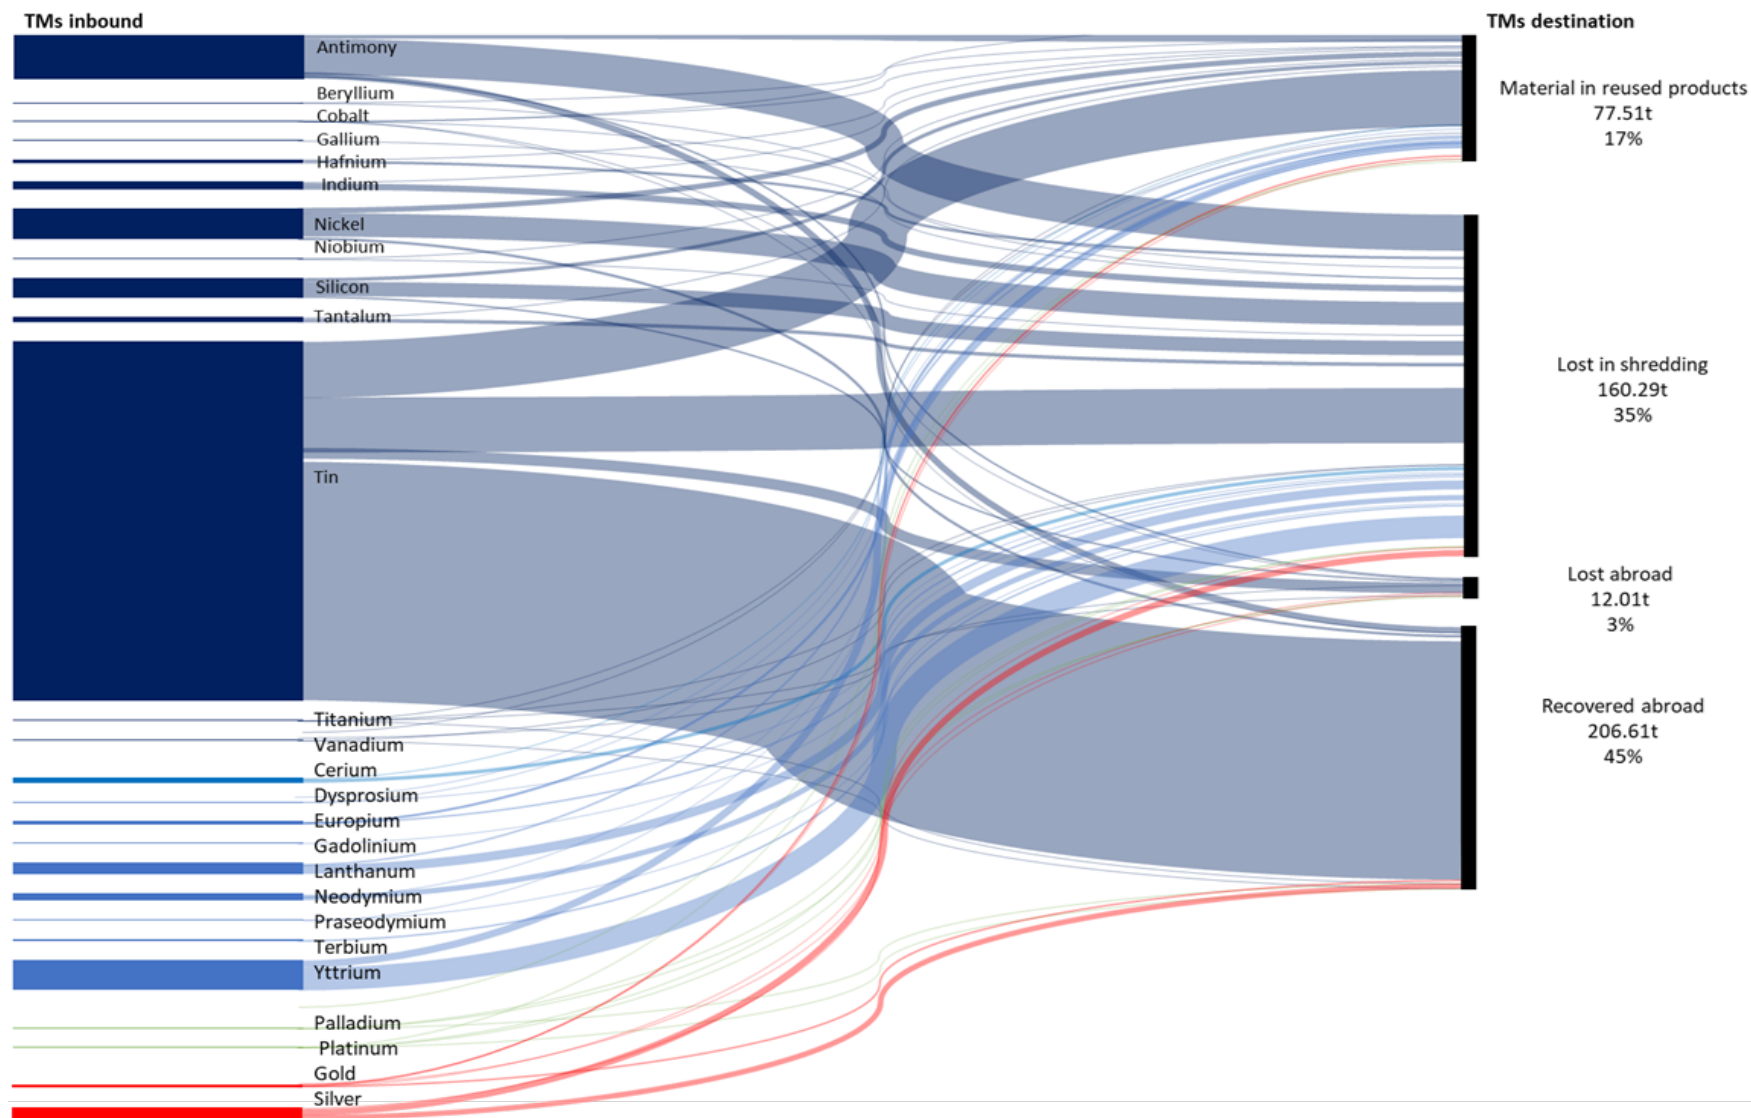 TMs inbound
TMs destination
Antimony
Beryllium
Cobalt
Gallium
Hafnium
Indium
Nickel
Niobium
Silicon
Tantalum
Tin
Titanium
Vanadium
Cerium
Dysprosium
Europium
Gadolinium
Lanthanum
Neodymium
Praseodymium
Terbium
Yttrium
Palladium
Platinum
Gold
Silver
Material in reused products
77.51t
17%
Lost in shredding
160.29t
35%
Lost abroad
12.01t
3%
Recovered abroad
206.61t
45%